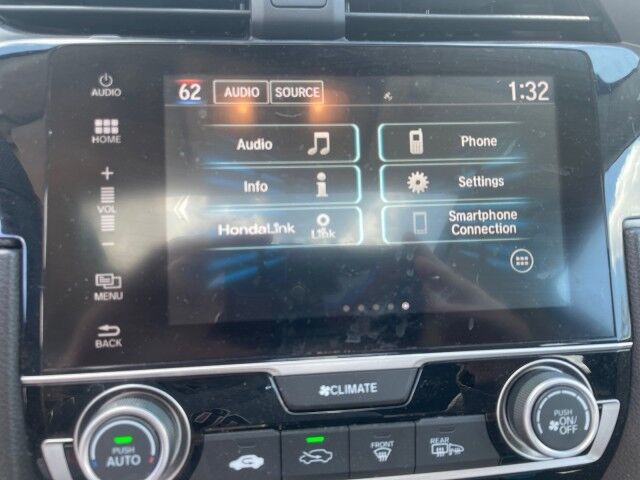 AUDIO
62 AUDIO SOURCE 1:32
HOME
Audio
Phone
+
VOL
−
Info
Settings
HondaLink Link
Smartphone
Connection
MENU
BACK
CLIMATE
PUSH
AUTO
FRONT
REAR
PUSH
ON/
OFF